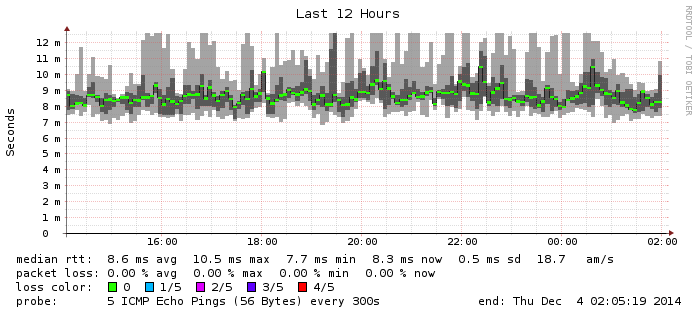 Last 12 Hours
RRDTOOL / TOBI OETIKER
Seconds
12 m
11 m
10 m
9 m
8 m
7 m
6 m
5 m
4 m
3 m
2 m
1 m
0
16:00 18:00 20:00 22:00 00:00 02:00
median rtt: 8.6 ms avg 10.5 ms max 7.7 ms min 8.3 ms now 0.5 ms sd 18.7 am/s
packet loss: 0.00 % avg 0.00 % max 0.00 % min 0.00 % now
loss color: 0 1/5 2/5 3/5 4/5
probe: 5 ICMP Echo Pings (56 Bytes) every 300s end: Thu Dec 4 02:05:19 2014